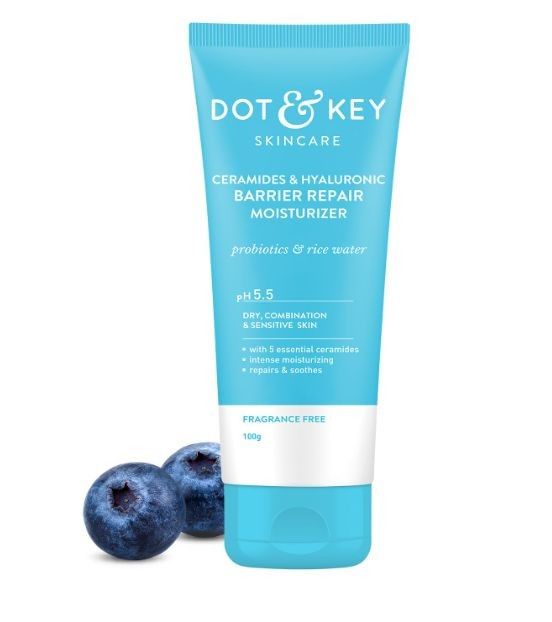 DOT & KEY
SKINCARE
CERAMIDES & HYALURONIC
BARRIER REPAIR
MOISTURIZER
probiotics & rice water
pH 5.5
DRY, COMBINATION
& SENSITIVE SKIN
• with 5 essential ceramides
• intense moisturizing
• repairs & soothes
FRAGRANCE FREE
100g